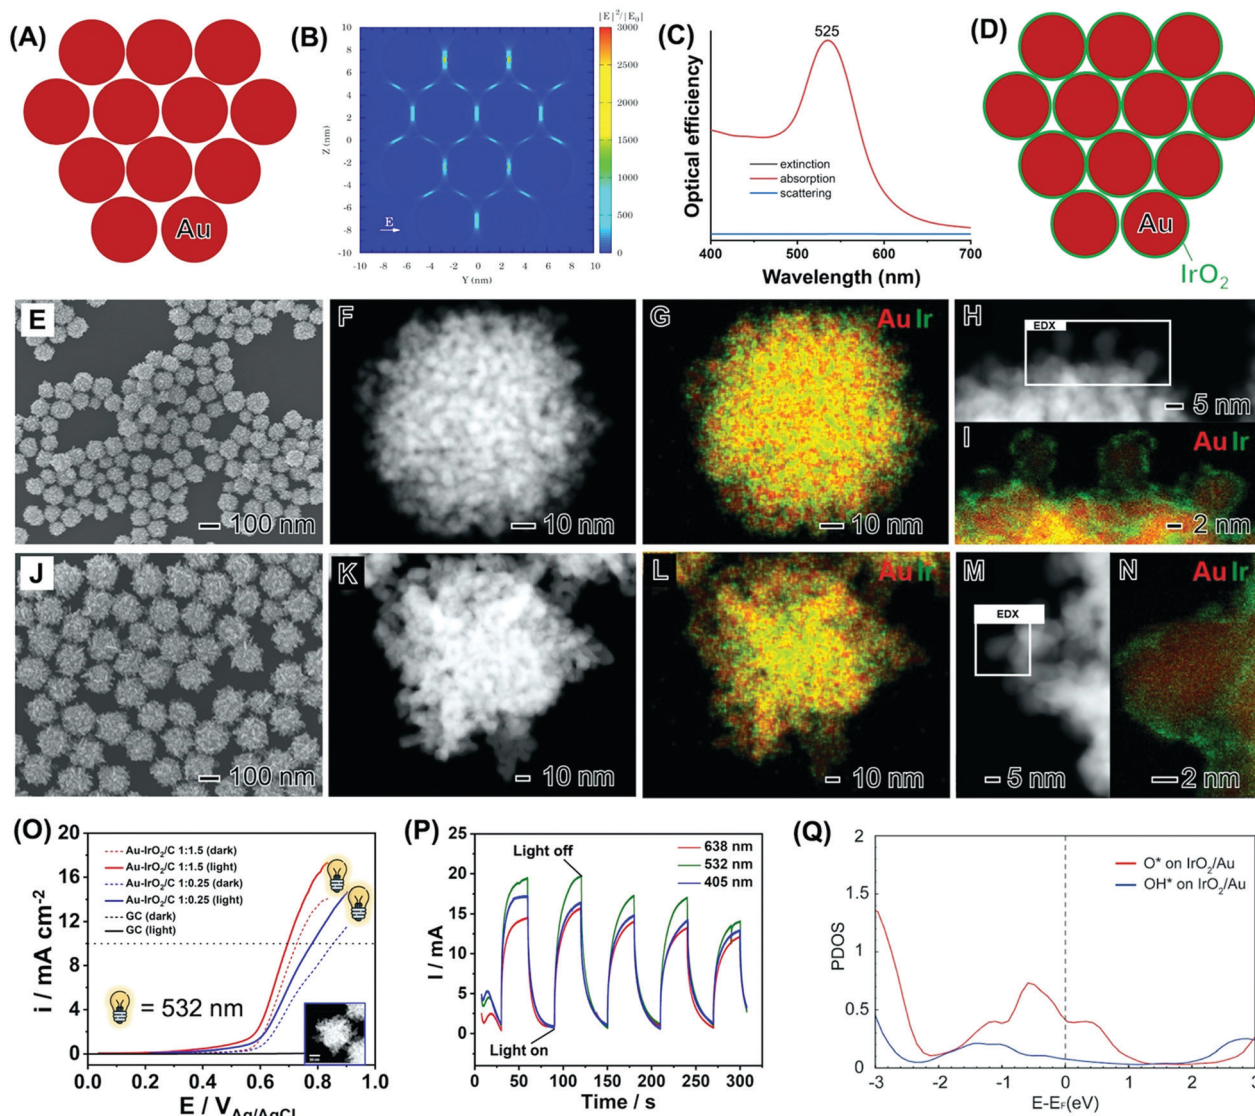 (A)
Au
(B)
|E|²/|E₀|
10
8
6
4
2
0
-2
-4
-6
-8
-10
Z (nm)
-10 -8 -6 -4 -2 0 2 4 6 8 10
Y (nm)
E
3000
2500
2000
1500
1000
500
0
(C)
525
Optical efficiency
extinction
absorption
scattering
400 500 600 700
Wavelength (nm)
(D)
Au
IrO₂
E
100 nm
F
10 nm
G
Au Ir
10 nm
H
EDX
5 nm
I
Au Ir
2 nm
J
100 nm
K
10 nm
L
Au Ir
10 nm
M
EDX
5 nm
N
Au Ir
2 nm
(O)
i / mA cm⁻²
20
16
12
8
4
0
Au-IrO₂/C 1:1.5 (dark)
Au-IrO₂/C 1:1.5 (light)
Au-IrO₂/C 1:0.25 (dark)
Au-IrO₂/C 1:0.25 (light)
GC (dark)
GC (light)
= 532 nm
0.0 0.2 0.4 0.6 0.8 1.0
E / V Ag/AgCl
(P)
I / mA
25
20
15
10
5
0
Light off
638 nm
532 nm
405 nm
Light on
0 50 100 150 200 250 300
Time / s
(Q)
PDOS
2
1.5
1
0.5
0
O* on IrO₂/Au
OH* on IrO₂/Au
-3 -2 -1 0 1 2 3
E-EF(eV)